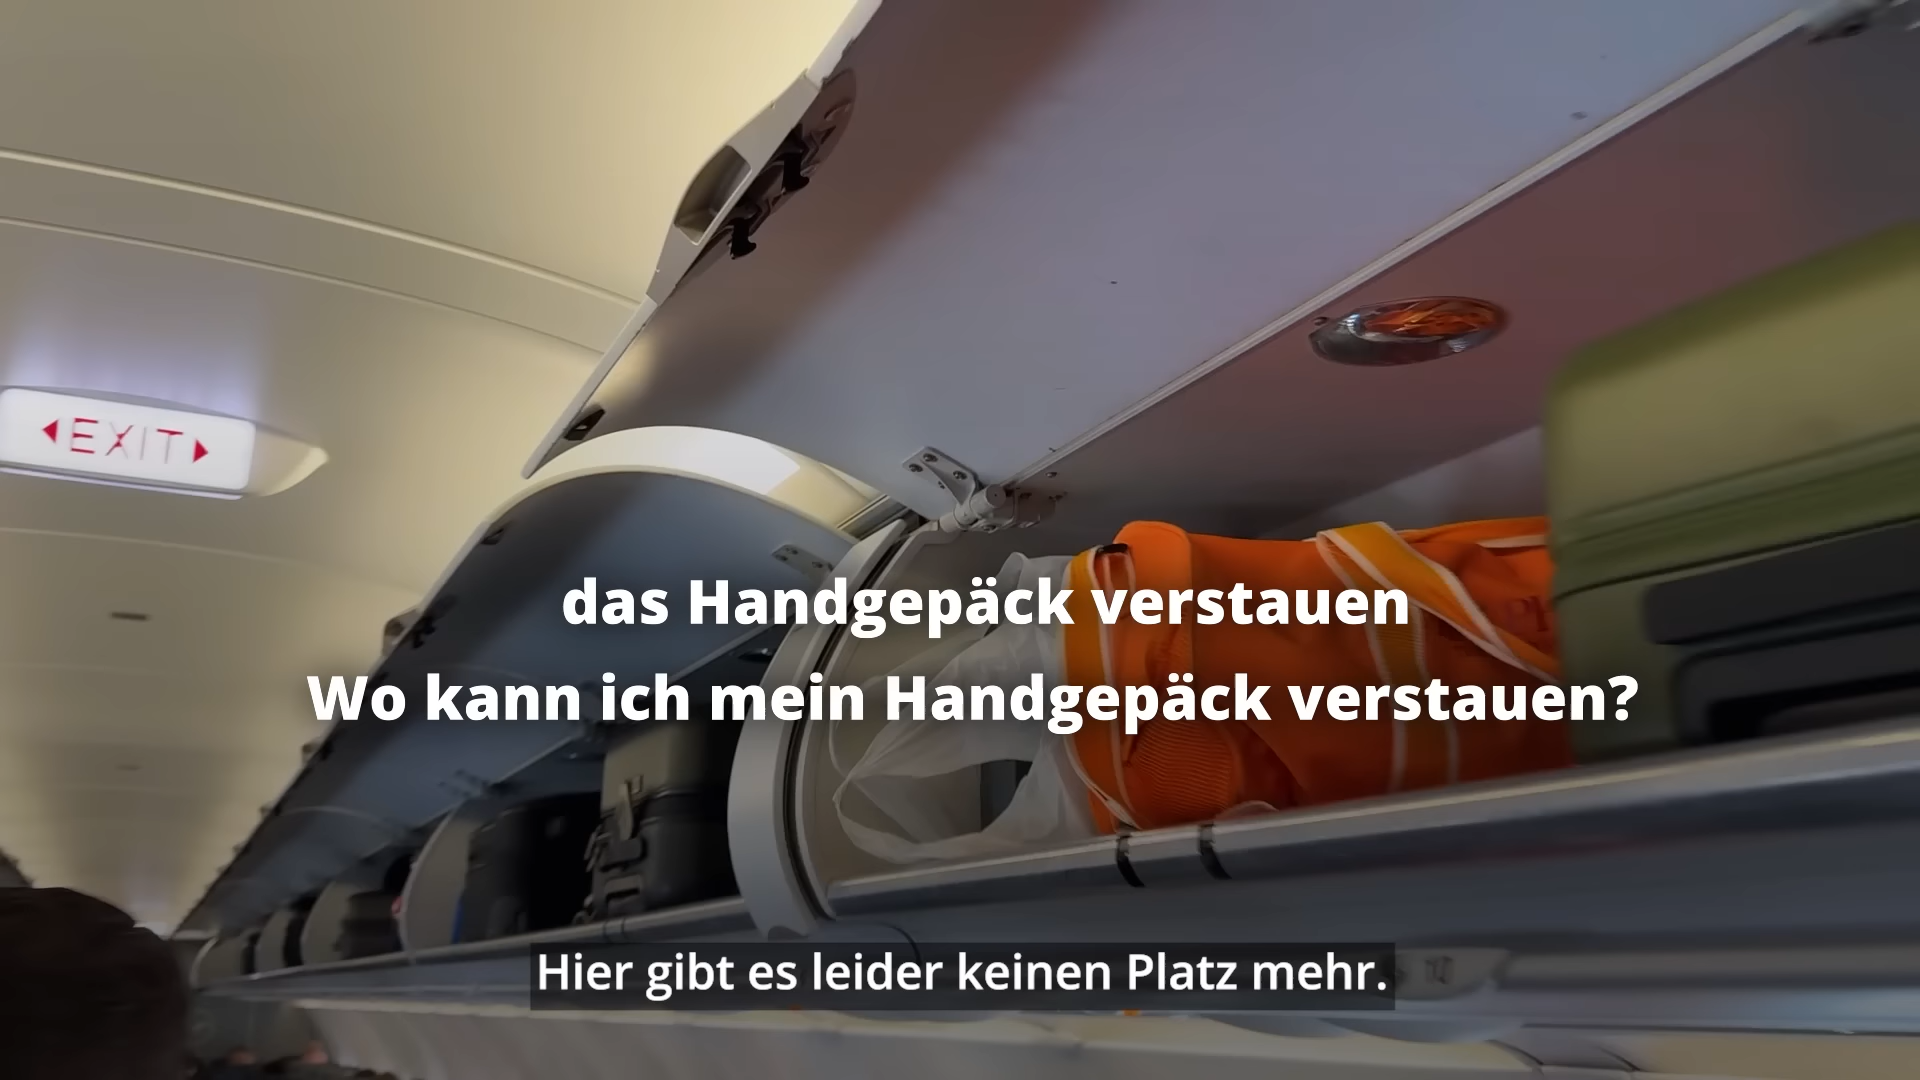 EXIT
das Handgepäck verstauen
Wo kann ich mein Handgepäck verstauen?
Hier gibt es leider keinen Platz mehr.